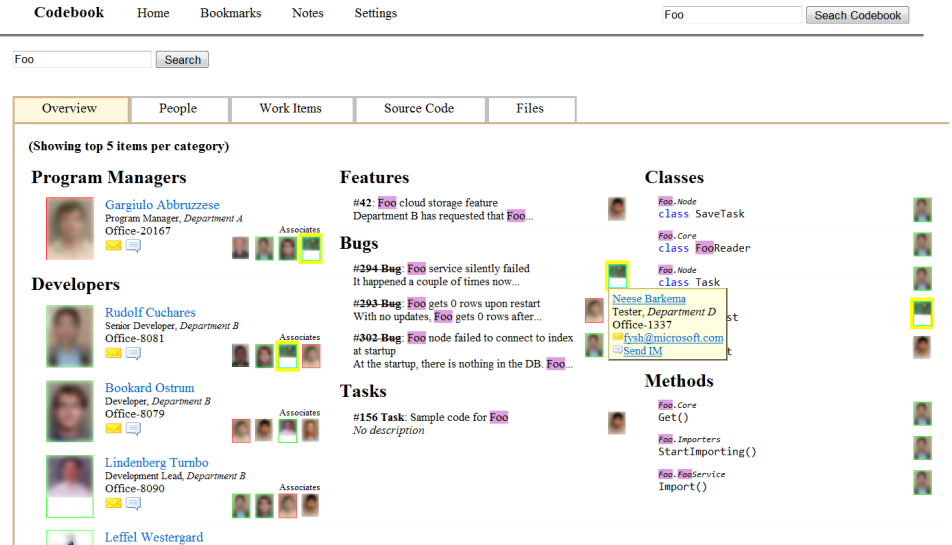 Codebook Home Bookmarks Notes Settings Foo Seach Codebook
Foo Search
Overview People Work Items Source Code Files
(Showing top 5 items per category)
Program Managers
Gargiulo Abbruzzese
Program Manager, Department A
Office-20167
Associates
Developers
Rudolf Cuchares
Senior Developer, Department B
Office-8081
Associates
Bookard Ostrum
Developer, Department B
Office-8079
Associates
Lindenberg Turnbo
Development Lead, Department B
Office-8090
Associates
Leffel Westergard
Features
#42: Foo cloud storage feature
Department B has requested that Foo...
Bugs
#294 Bug: Foo service silently failed
It happened a couple of times now...
#293 Bug: Foo gets 0 rows upon restart
With no updates, Foo gets 0 rows after...
#302 Bug: Foo node failed to connect to index
at startup
At the startup, there is nothing in the DB. Foo...
Tasks
#156 Task: Sample code for Foo
No description
Classes
Foo.Node
class SaveTask
Foo.Core
class FooReader
Foo.Node
class Task
Neese Barkema
Tester, Department D
Office-1337
fysh@microsoft.com
Send IM
st
t
Methods
Foo.Core
Get()
Foo.Importers
StartImporting()
Foo.FooService
Import()